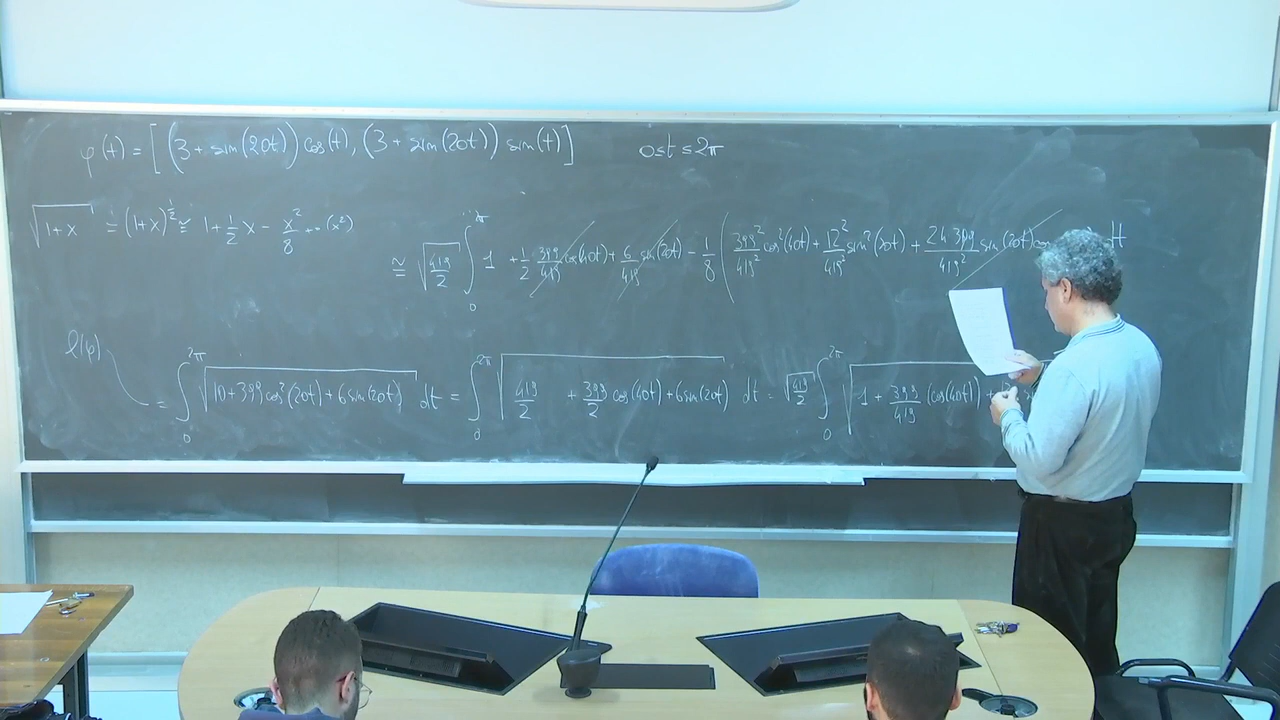 φ(t) = [(3 + sin(20t)) cos(t), (3 + sin(20t)) sin(t)]   0≤t≤2π
√(1+x) ≅ (1+x)^(1/2) ≅ 1 + 1/2 x - x²/8 + o(x²)
≅ √(419/2) ∫₀^(2π) 1 + 1/2 399/419 cos(40t) + 6/419 sin(20t) - 1/8 ( 399²/419² cos²(40t) + 12²/419² sin²(20t) + 24 399/419² sin(20t)
l(φ) = ∫₀^(2π) √(10 + 399 cos²(20t) + 6 sin(20t)) dt = ∫₀^(2π) √(419/2 + 399/2 cos(40t) + 6 sin(20t)) dt = √(419/2) ∫₀^(2π) √(1 + 399/419 cos(40t) +